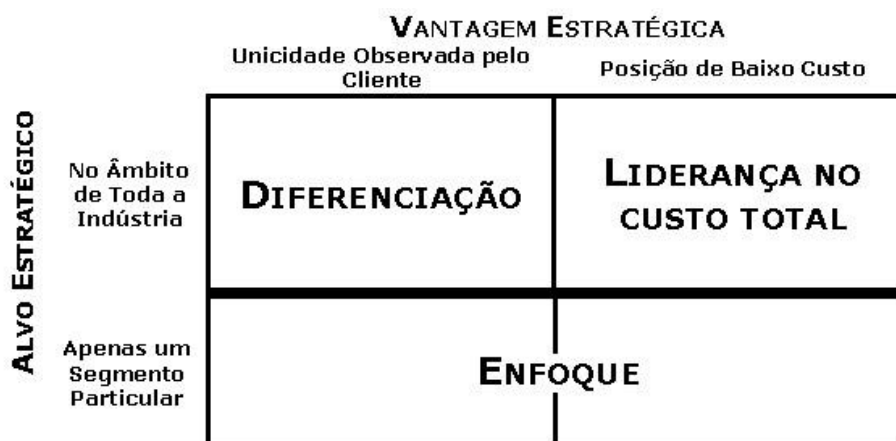 VANTAGEM ESTRATÉGICA
Unicidade Observada pelo
Cliente
Posição de Baixo Custo
ALVO ESTRATÉGICO
No Âmbito
de Toda a
Indústria
DIFERENCIAÇÃO
LIDERANÇA NO
CUSTO TOTAL
Apenas um
Segmento
Particular
ENFOQUE